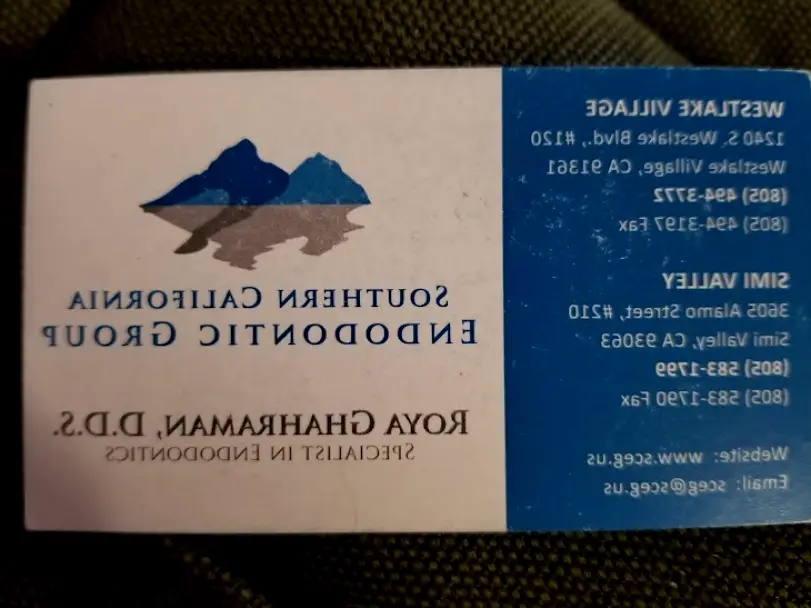 SOUTHERN CALIFORNIA
ENDODONTIC GROUP
ROYA GHAHRAMAN, D.D.S.
SPECIALIST IN ENDODONTICS
WESTLAKE VILLAGE
1240 S. Westlake Blvd., #120
Westlake Village, CA 91361
(805) 494-3772
(805) 494-3197 Fax
SIMI VALLEY
3605 Alamo Street, #210
Simi Valley, CA 93063
(805) 583-1799
(805) 583-1790 Fax
Website: www.sceg.us
Email: sceg@sceg.us